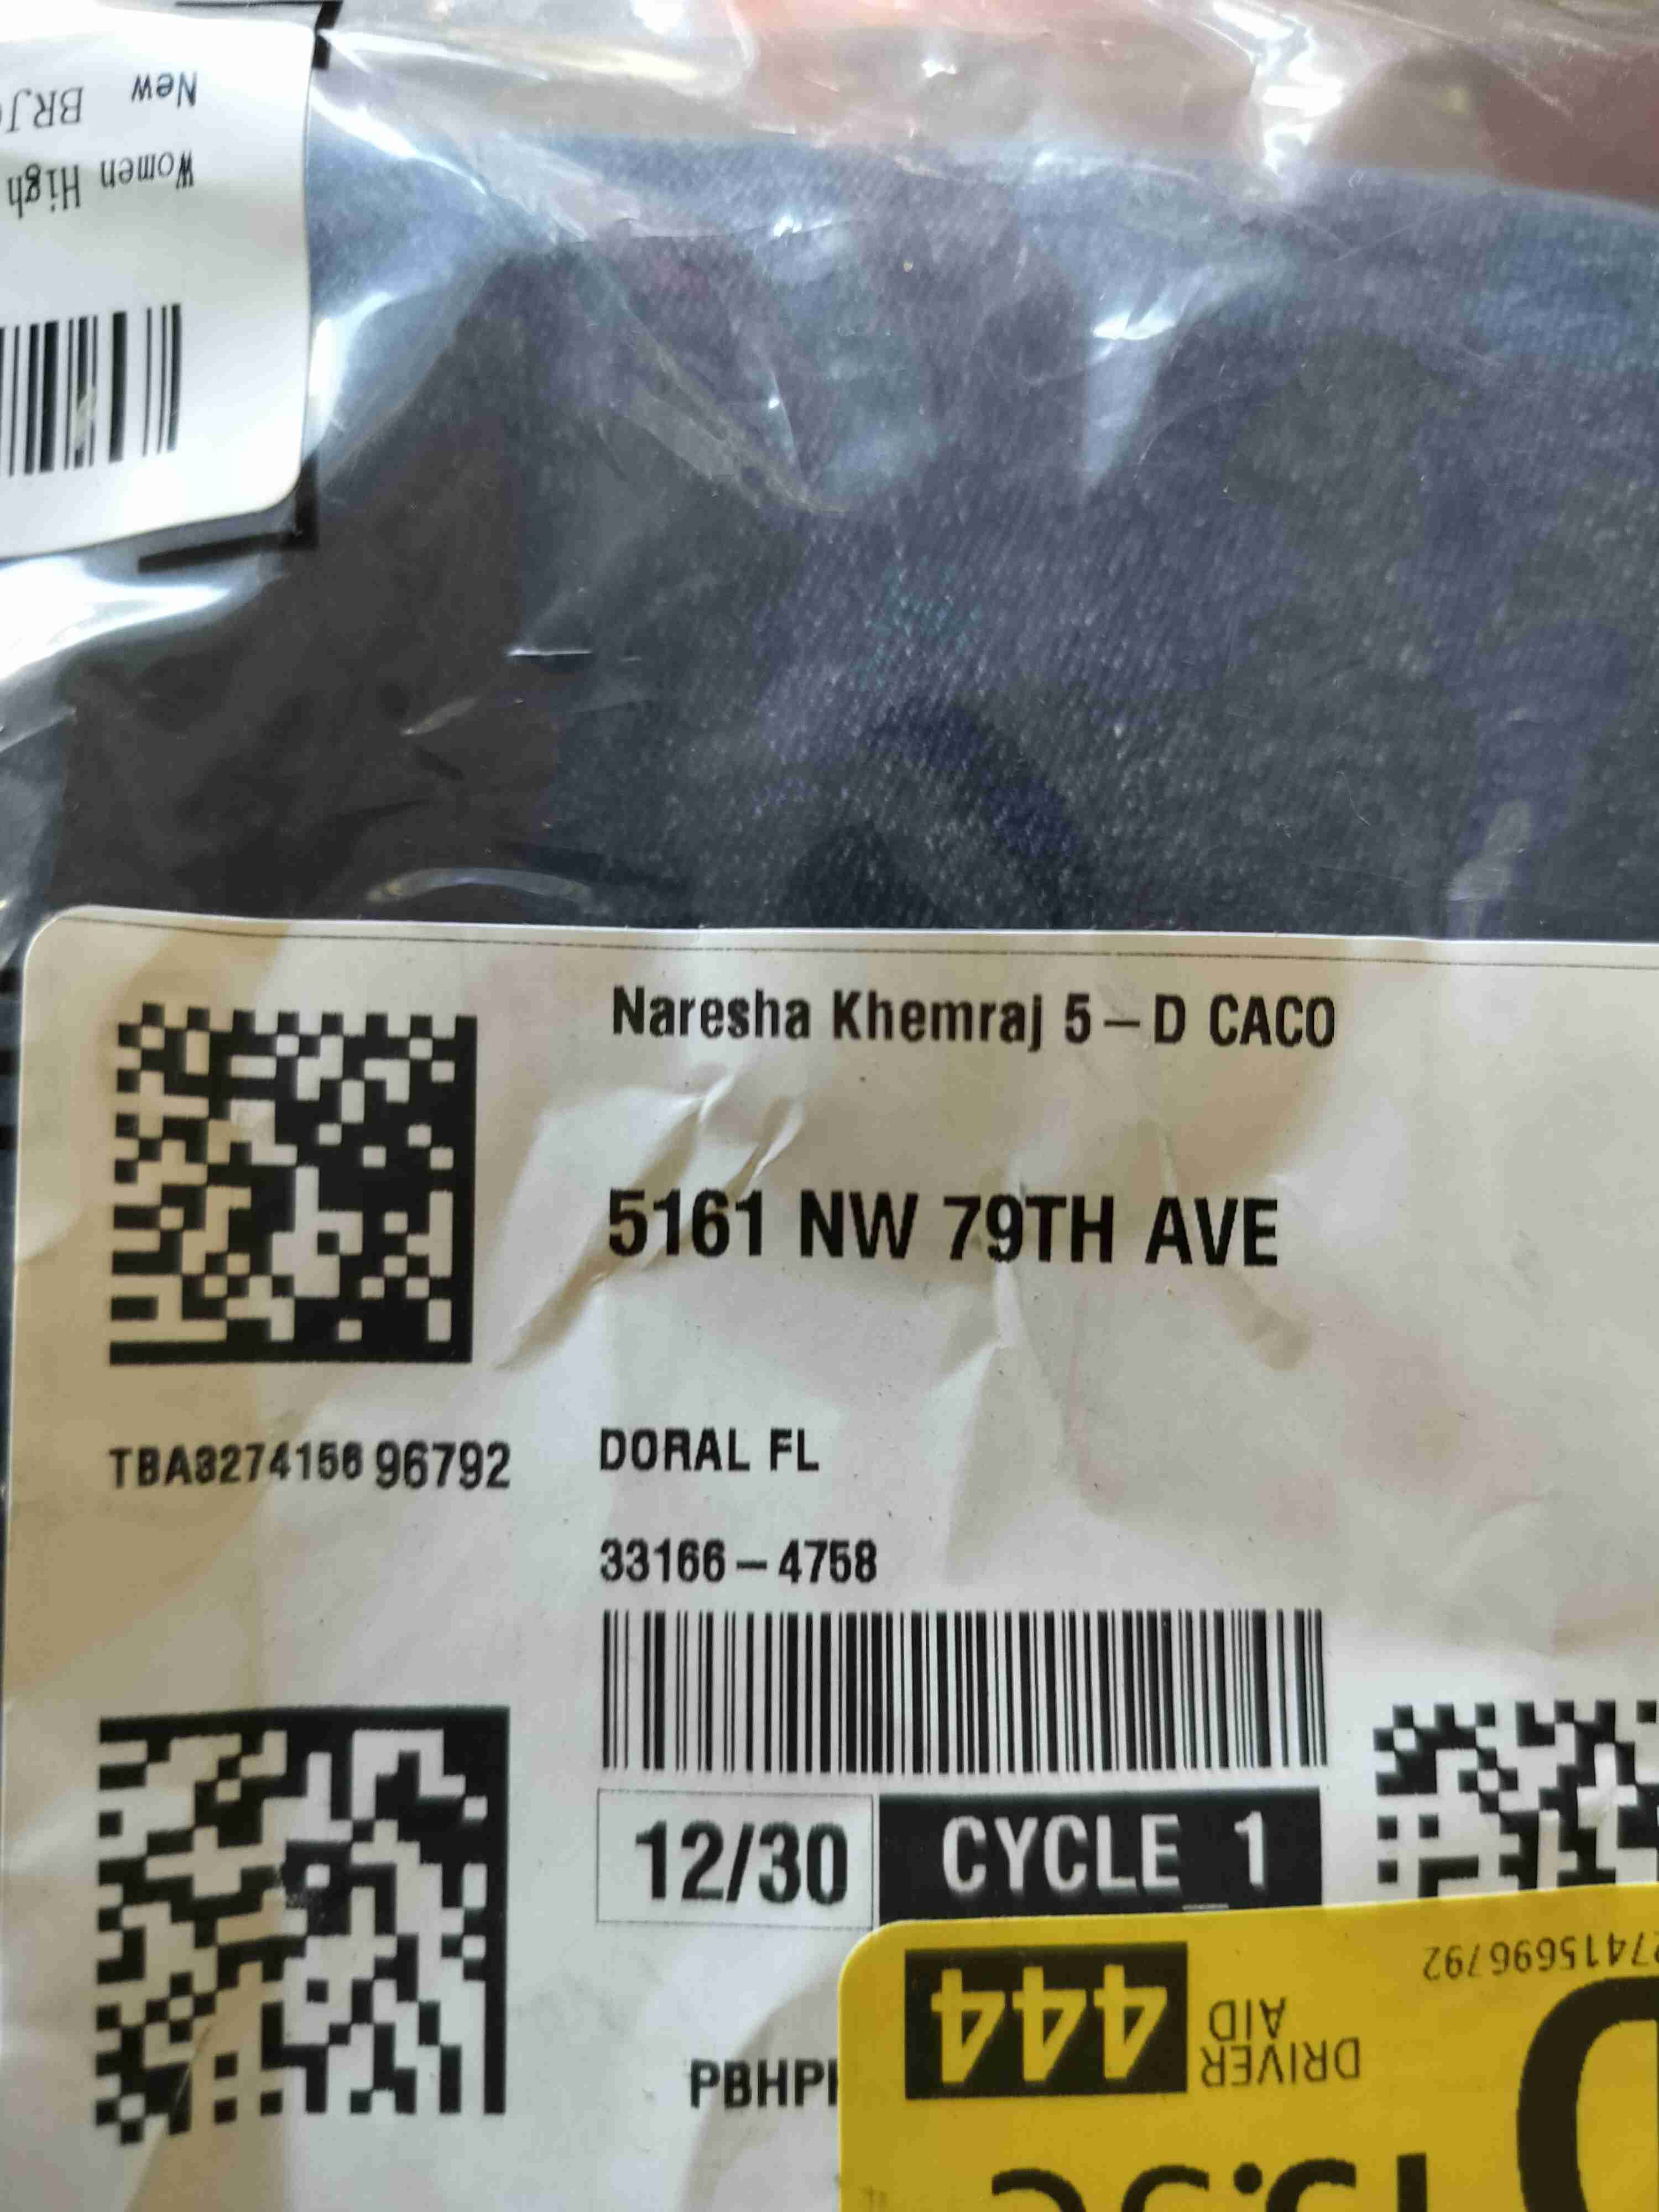 New BRJ
Women High
Naresha Khemraj 5 – D CACO
5161 NW 79TH AVE
TBA327415696792
DORAL FL
33166 – 4758
12/30
CYCLE 1
PBHP
7415696792
DRIVER
AID
444